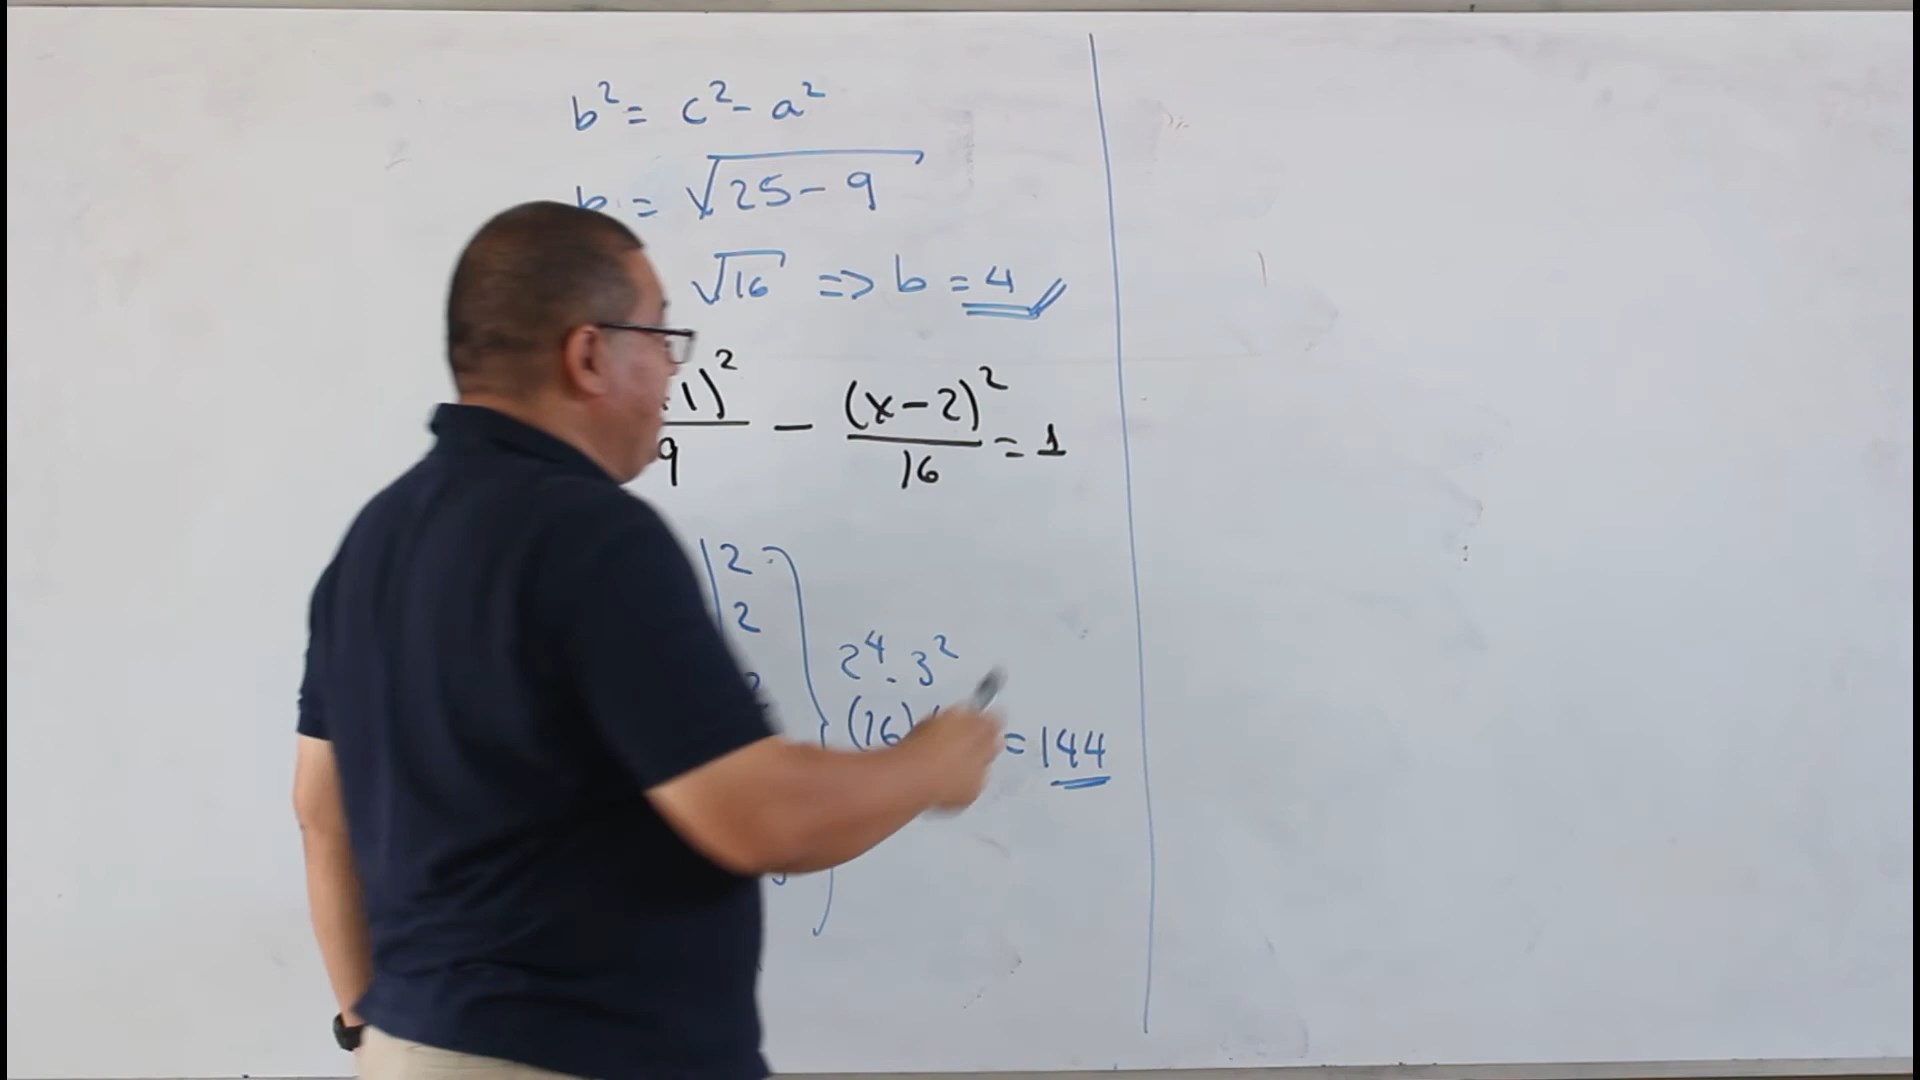 b² = c² - a²
b = √25 - 9
√16 => b = 4
1)² / 9 - (x - 2)² / 16 = 1
2
2
2
2⁴ . 3²
(16) = 144